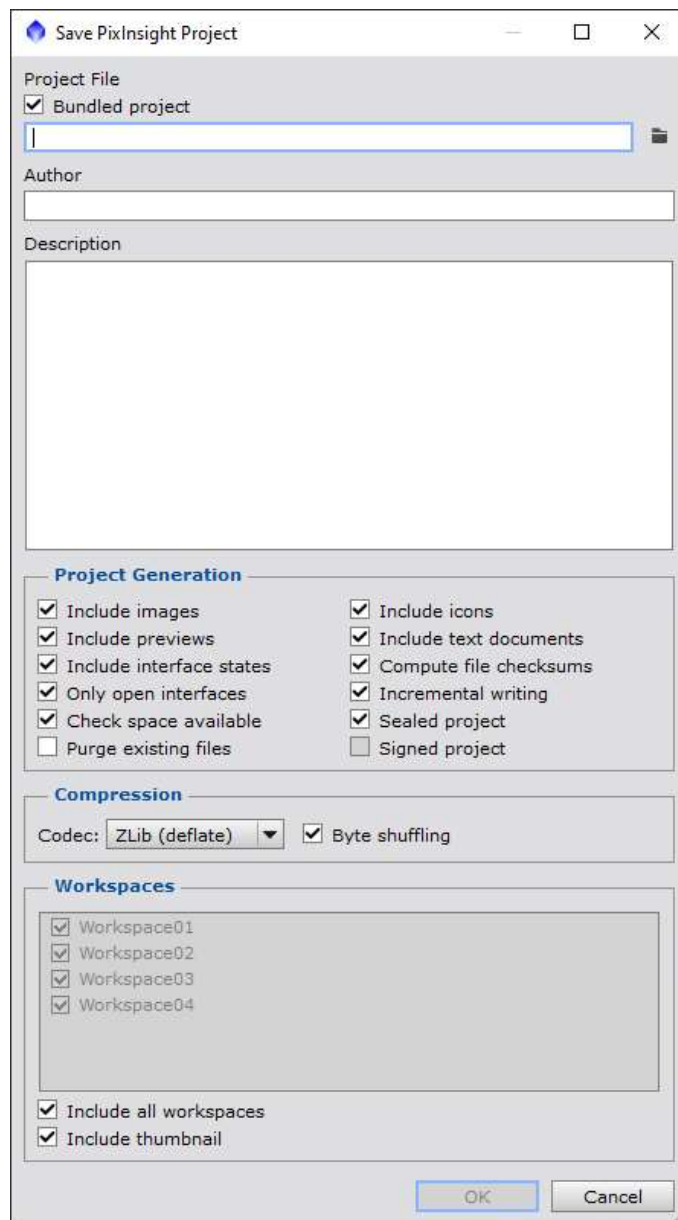 Save PixInsight Project
Project File
Bundled project
Author
Description
Project Generation
Include images
Include icons
Include previews
Include text documents
Include interface states
Compute file checksums
Only open interfaces
Incremental writing
Check space available
Sealed project
Purge existing files
Signed project
Compression
Codec: ZLib (deflate) Byte shuffling
Workspaces
Workspace01
Workspace02
Workspace03
Workspace04
Include all workspaces
Include thumbnail
OK Cancel